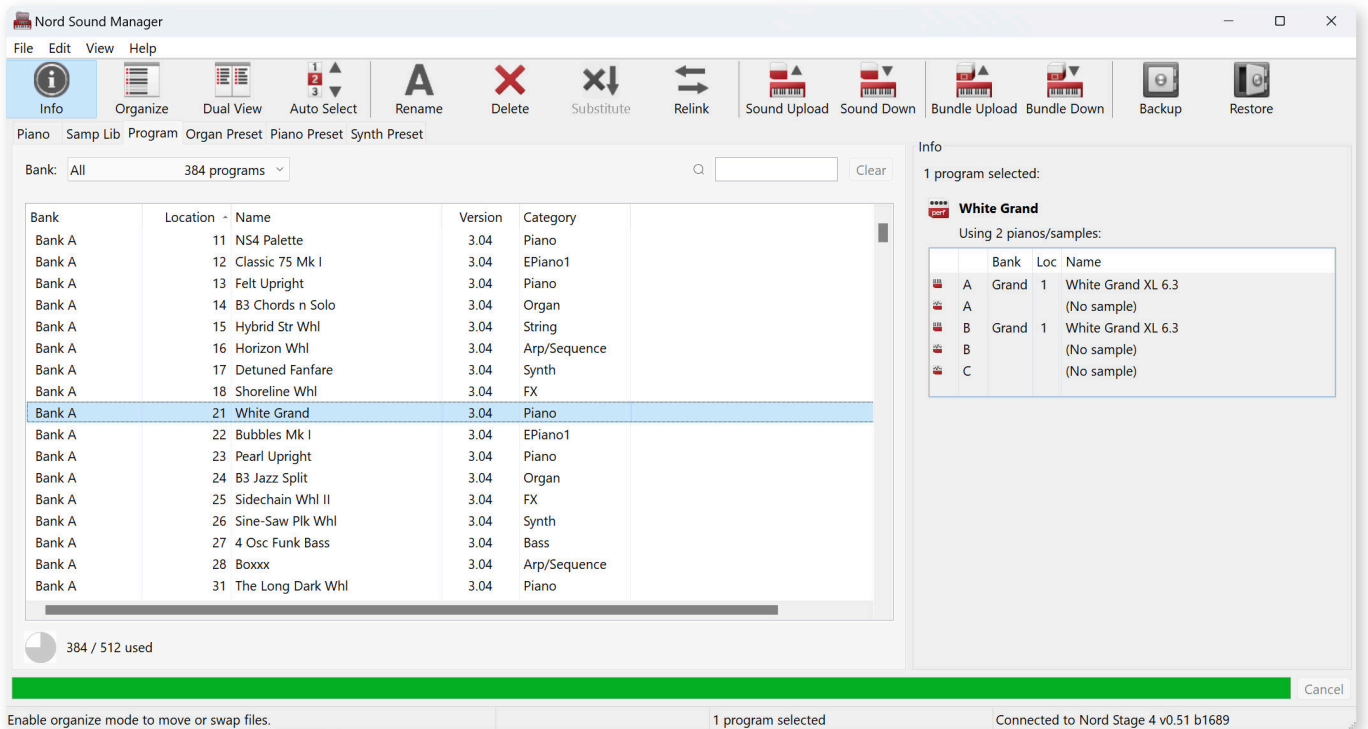 Nord Sound Manager
File Edit View Help
1 2 3 A
Info Organize Dual View Auto Select Rename Delete Substitute Relink Sound Upload Sound Down Bundle Upload Bundle Down Backup Restore
Piano Samp Lib Program Organ Preset Piano Preset Synth Preset
Bank: All 384 programs Clear
Bank Location Name Version Category
Bank A 11 NS4 Palette 3.04 Piano
Bank A 12 Classic 75 Mk I 3.04 EPiano1
Bank A 13 Felt Upright 3.04 Piano
Bank A 14 B3 Chords n Solo 3.04 Organ
Bank A 15 Hybrid Str Whl 3.04 String
Bank A 16 Horizon Whl 3.04 Arp/Sequence
Bank A 17 Detuned Fanfare 3.04 Synth
Bank A 18 Shoreline Whl 3.04 FX
Bank A 21 White Grand 3.04 Piano
Bank A 22 Bubbles Mk I 3.04 EPiano1
Bank A 23 Pearl Upright 3.04 Piano
Bank A 24 B3 Jazz Split 3.04 Organ
Bank A 25 Sidechain Whl II 3.04 FX
Bank A 26 Sine-Saw Plk Whl 3.04 Synth
Bank A 27 4 Osc Funk Bass 3.04 Bass
Bank A 28 Boxxx 3.04 Arp/Sequence
Bank A 31 The Long Dark Whl 3.04 Piano
384 / 512 used
Info
1 program selected:
perf White Grand
Using 2 pianos/samples:
Bank Loc Name
A Grand 1 White Grand XL 6.3
A (No sample)
B Grand 1 White Grand XL 6.3
B (No sample)
C (No sample)
Cancel
Enable organize mode to move or swap files. 1 program selected Connected to Nord Stage 4 v0.51 b1689